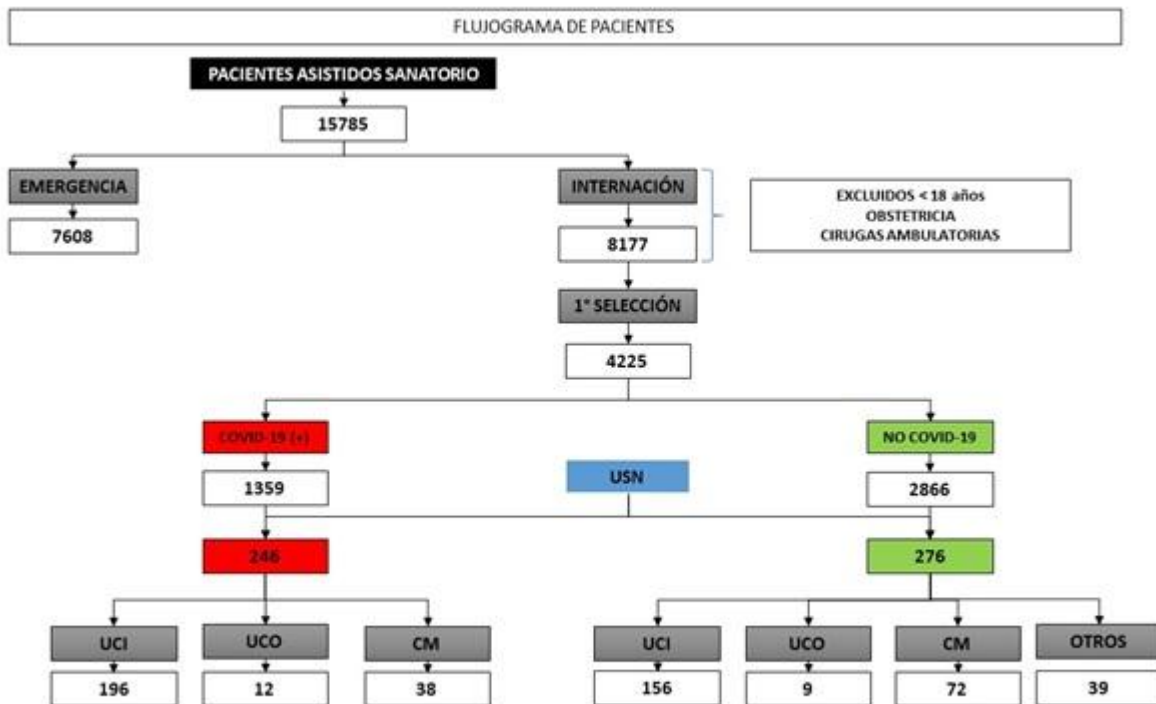 FLUJOGRAMA DE PACIENTES
PACIENTES ASISTIDOS SANATORIO
15785
EMERGENCIA
INTERNACIÓN
7608
8177
EXCLUIDOS < 18 años
OBSTETRICIA
CIRUGAS AMBULATORIAS
1° SELECCIÓN
4225
COVID-19 (+)
NO COVID-19
1359
USN
2866
246
276
UCI
UCO
CM
UCI
UCO
CM
OTROS
196
12
38
156
9
72
39